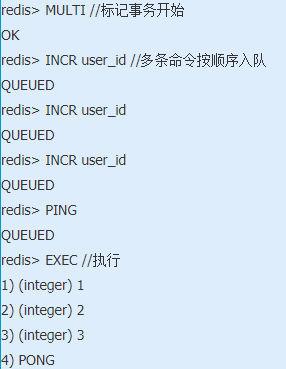 redis> MULTI //标记事务开始
OK
redis> INCR user_id //多条命令按顺序入队
QUEUED
redis> INCR user_id
QUEUED
redis> INCR user_id
QUEUED
redis> PING
QUEUED
redis> EXEC //执行
1) (integer) 1
2) (integer) 2
3) (integer) 3
4) PONG